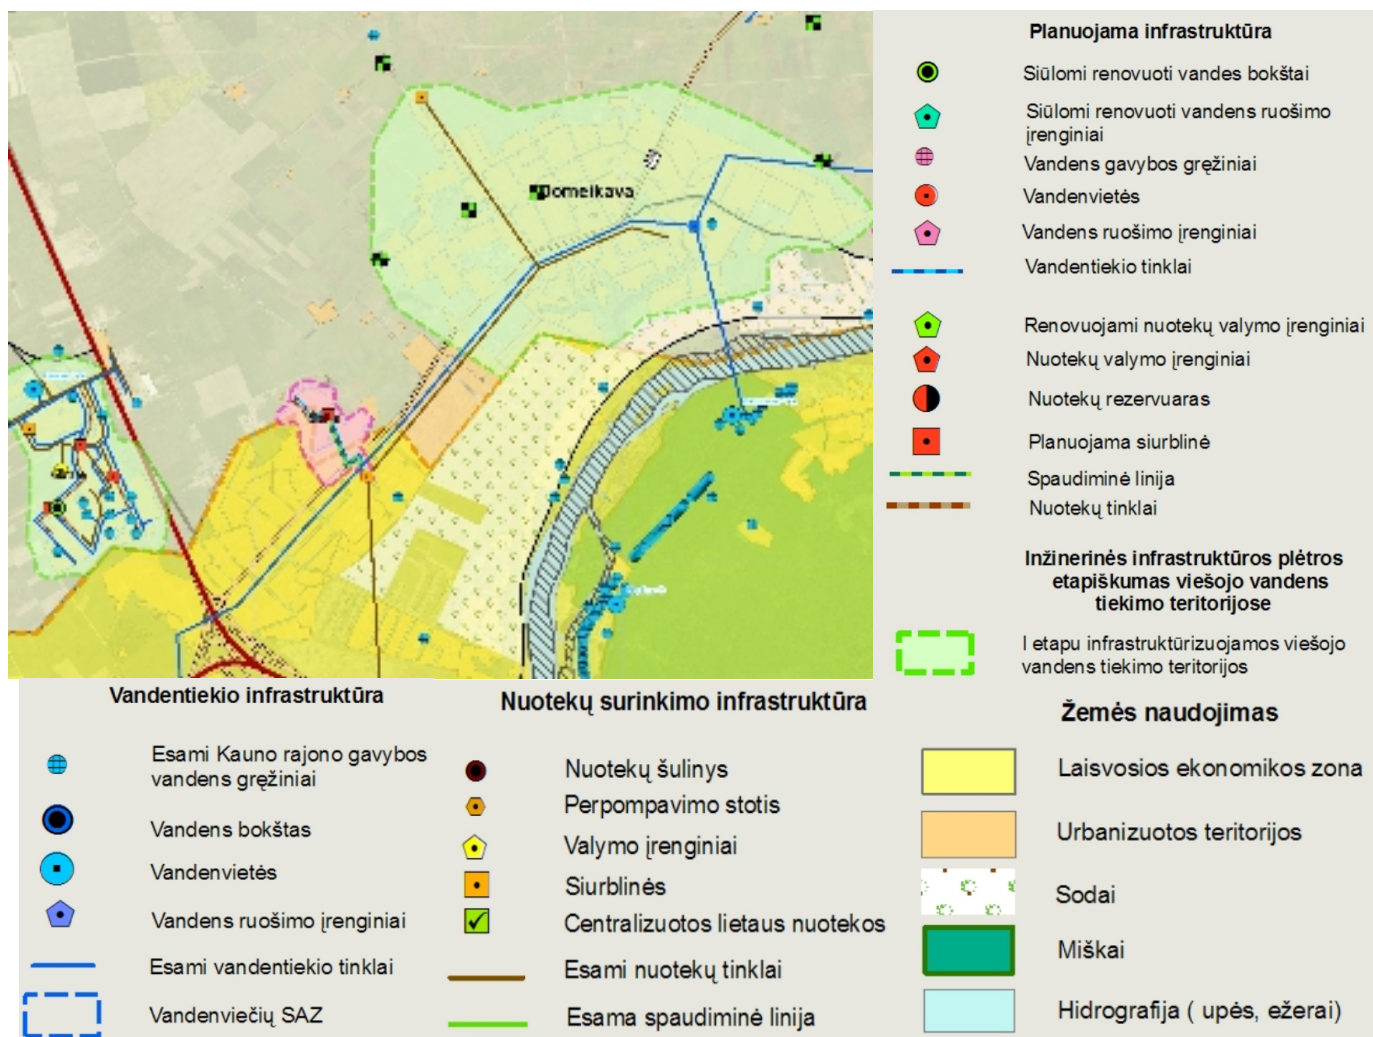 Domeikava
Planuojama infrastruktūra
Siūlomi renovuoti vandes bokštai
Siūlomi renovuoti vandens ruošimo
įrenginiai
Vandens gavybos gręžiniai
Vandenvietės
Vandens ruošimo įrenginiai
Vandentiekio tinklai
Renovuojami nuotekų valymo įrenginiai
Nuotekų valymo įrenginiai
Nuotekų rezervuaras
Planuojama siurblinė
Spaudiminė linija
Nuotekų tinklai
Inžinerinės infrastruktūros plėtros
etapiškumas viešojo vandens
tiekimo teritorijose
I etapu infrastruktūrizuojamos viešojo
vandens tiekimo teritorijos
Vandentiekio infrastruktūra
Esami Kauno rajono gavybos
vandens gręžiniai
Vandens bokštas
Vandenvietės
Vandens ruošimo įrenginiai
Esami vandentiekio tinklai
Vandenviečių SAZ
Nuotekų surinkimo infrastruktūra
Nuotekų šulinys
Perpompavimo stotis
Valymo įrenginiai
Siurblinės
Centralizuotos lietaus nuotekos
Esami nuotekų tinklai
Esama spaudiminė linija
Žemės naudojimas
Laisvosios ekonomikos zona
Urbanizuotos teritorijos
Sodai
Miškai
Hidrografija ( upės, ežerai)